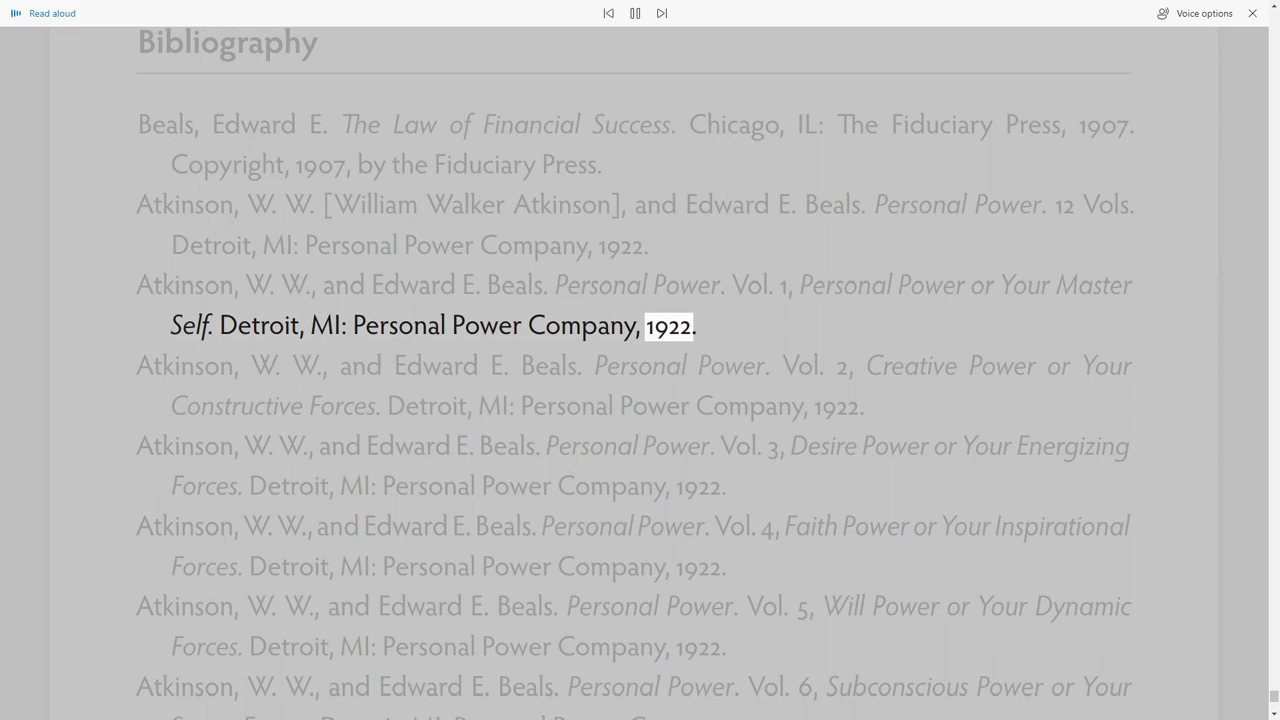 Read aloud
Voice options
Bibliography
Beals, Edward E. The Law of Financial Success. Chicago, IL: The Fiduciary Press, 1907.
Copyright, 1907, by the Fiduciary Press.
Atkinson, W. W. [William Walker Atkinson], and Edward E. Beals. Personal Power. 12 Vols.
Detroit, MI: Personal Power Company, 1922.
Atkinson, W. W., and Edward E. Beals. Personal Power. Vol. 1, Personal Power or Your Master
Self. Detroit, MI: Personal Power Company, 1922.
Atkinson, W. W., and Edward E. Beals. Personal Power. Vol. 2, Creative Power or Your
Constructive Forces. Detroit, MI: Personal Power Company, 1922.
Atkinson, W. W., and Edward E. Beals. Personal Power. Vol. 3, Desire Power or Your Energizing
Forces. Detroit, MI: Personal Power Company, 1922.
Atkinson, W. W., and Edward E. Beals. Personal Power. Vol. 4, Faith Power or Your Inspirational
Forces. Detroit, MI: Personal Power Company, 1922.
Atkinson, W. W., and Edward E. Beals. Personal Power. Vol. 5, Will Power or Your Dynamic
Forces. Detroit, MI: Personal Power Company, 1922.
Atkinson, W. W., and Edward E. Beals. Personal Power. Vol. 6, Subconscious Power or Your